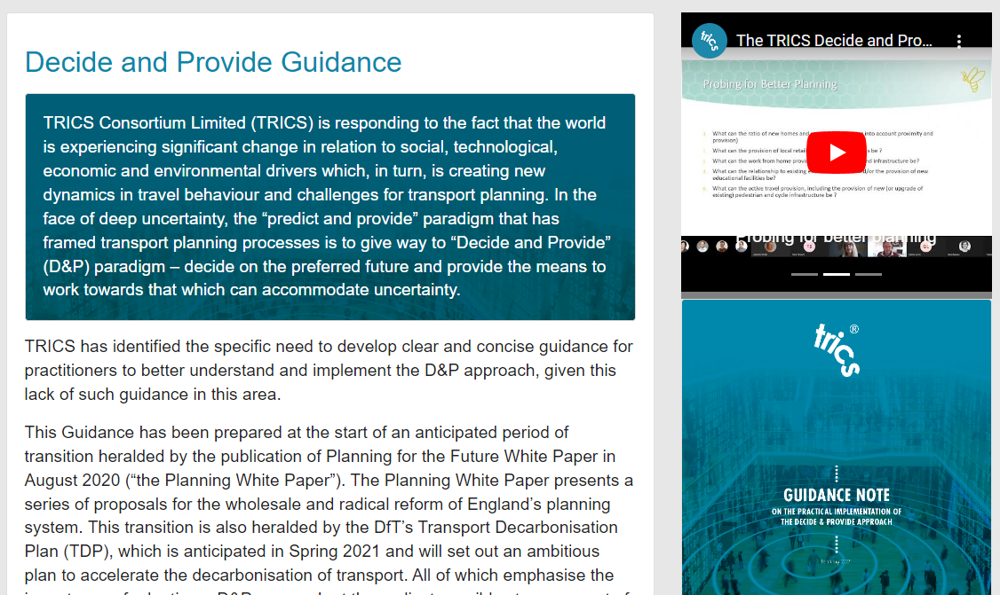 Decide and Provide Guidance
TRICS Consortium Limited (TRICS) is responding to the fact that the world
is experiencing significant change in relation to social, technological,
economic and environmental drivers which, in turn, is creating new
dynamics in travel behaviour and challenges for transport planning. In the
face of deep uncertainty, the “predict and provide” paradigm that has
framed transport planning processes is to give way to “Decide and Provide”
(D&P) paradigm – decide on the preferred future and provide the means to
work towards that which can accommodate uncertainty.
TRICS has identified the specific need to develop clear and concise guidance for
practitioners to better understand and implement the D&P approach, given this
lack of such guidance in this area.
This Guidance has been prepared at the start of an anticipated period of
transition heralded by the publication of Planning for the Future White Paper in
August 2020 (“the Planning White Paper”). The Planning White Paper presents a
series of proposals for the wholesale and radical reform of England’s planning
system. This transition is also heralded by the DfT’s Transport Decarbonisation
Plan (TDP), which is anticipated in Spring 2021 and will set out an ambitious
plan to accelerate the decarbonisation of transport. All of which emphasise the
trics
The TRICS Decide and Pro...
Probing for Better Planning
What can the ratio of new homes and into account proximity and
provision)
What can the provision of local retail s be ?
What can the work from home provi nd infrastructure be?
What can the relationship to existing d/or the provision of new
educational facilities be?
What can the active travel provision, including the provision of new (or upgrade of
existing) pedestrian and cycle infrastructure be ?
Probing for better planning
TS
CL
trics®
GUIDANCE NOTE
ON THE PRACTICAL IMPLEMENTATION OF
THE DECIDE & PROVIDE APPROACH